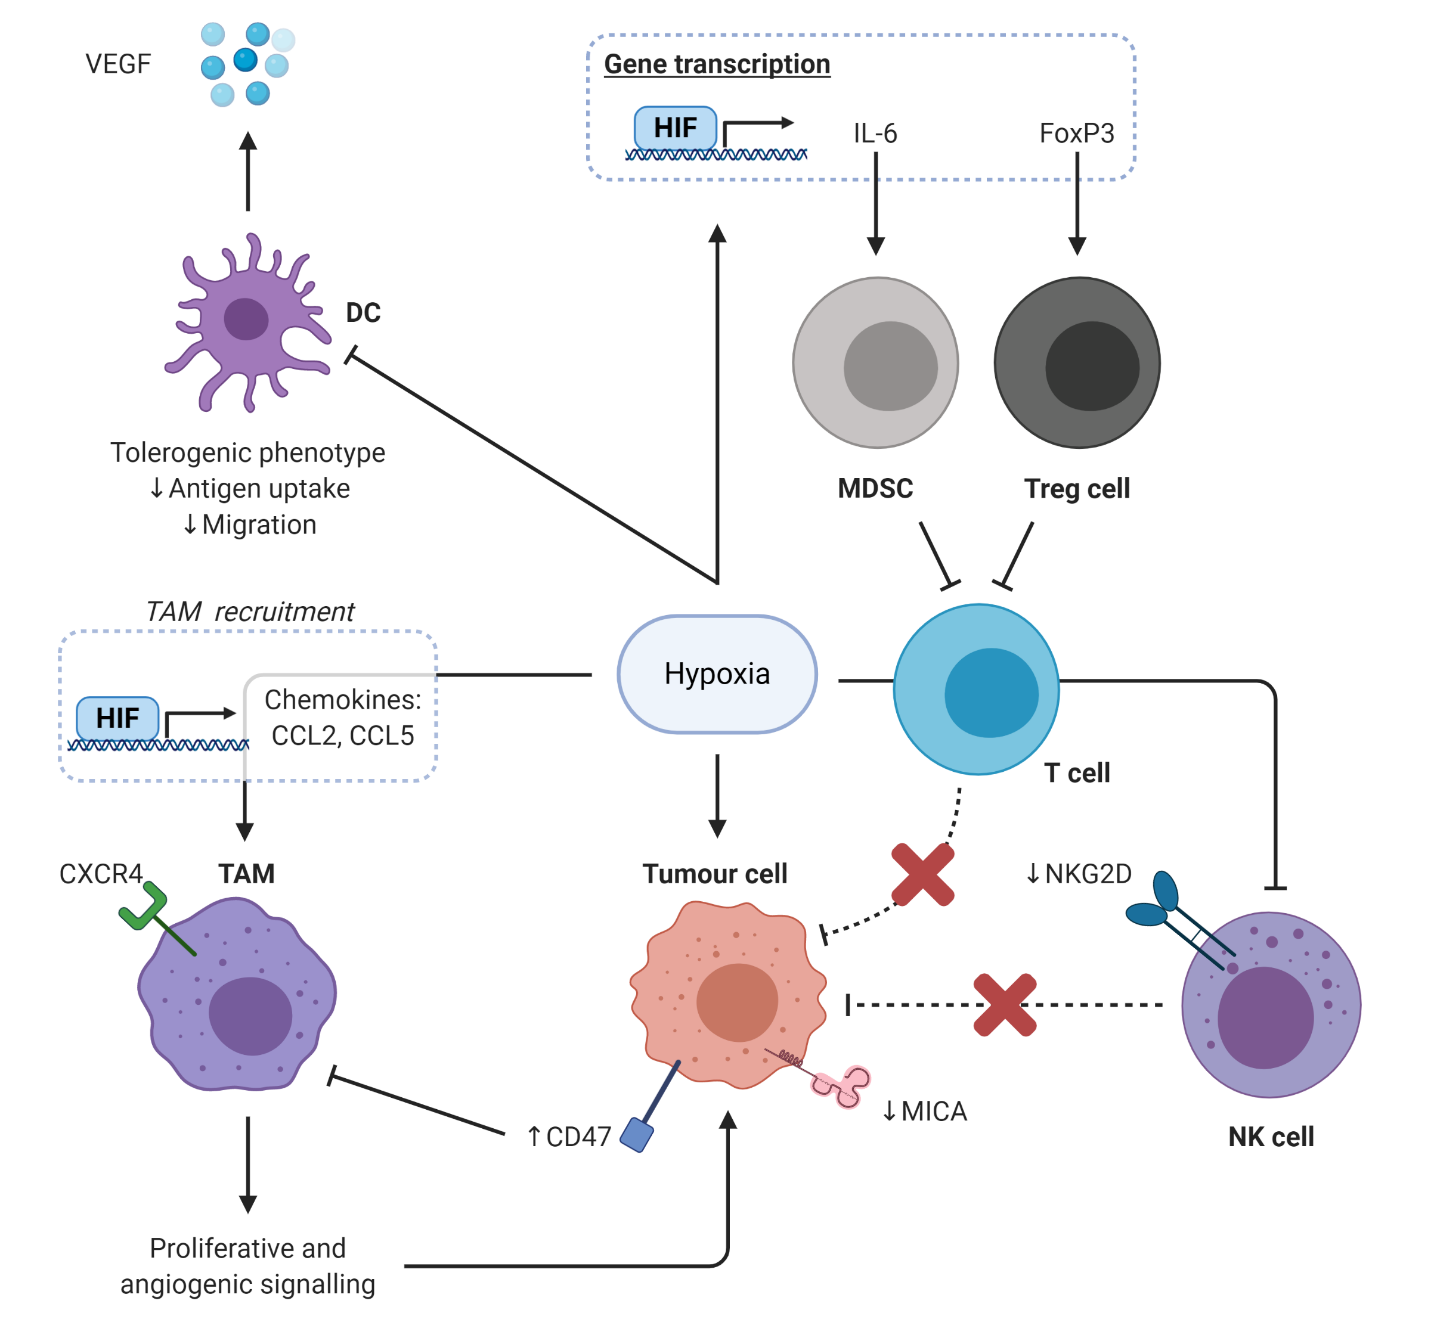 VEGF
Gene transcription
HIF
IL-6
FoxP3
DC
Tolerogenic phenotype
↓Antigen uptake
↓Migration
MDSC
Treg cell
TAM recruitment
HIF
Chemokines:
CCL2, CCL5
Hypoxia
T cell
CXCR4
TAM
Tumour cell
↓NKG2D
↑CD47
↓MICA
NK cell
Proliferative and
angiogenic signalling